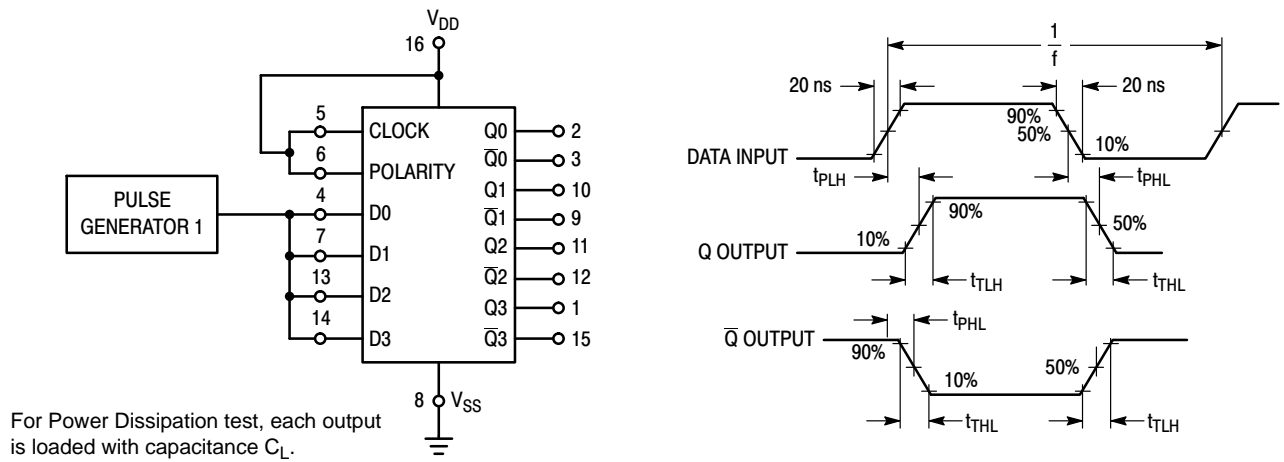 V_DD
16
5
CLOCK
6
POLARITY
PULSE
GENERATOR 1
4
D0
7
D1
13
D2
14
D3
Q0
2
Q̅0
3
Q1
10
Q̅1
9
Q2
11
Q̅2
12
Q3
1
Q̅3
15
8
V_SS
For Power Dissipation test, each output
is loaded with capacitance C_L.
1
f
20 ns
20 ns
90%
50%
10%
DATA INPUT
t_PLH
t_PHL
90%
50%
10%
Q OUTPUT
t_TLH
t_THL
t_PHL
Q̅ OUTPUT
90%
10%
50%
t_THL
t_TLH